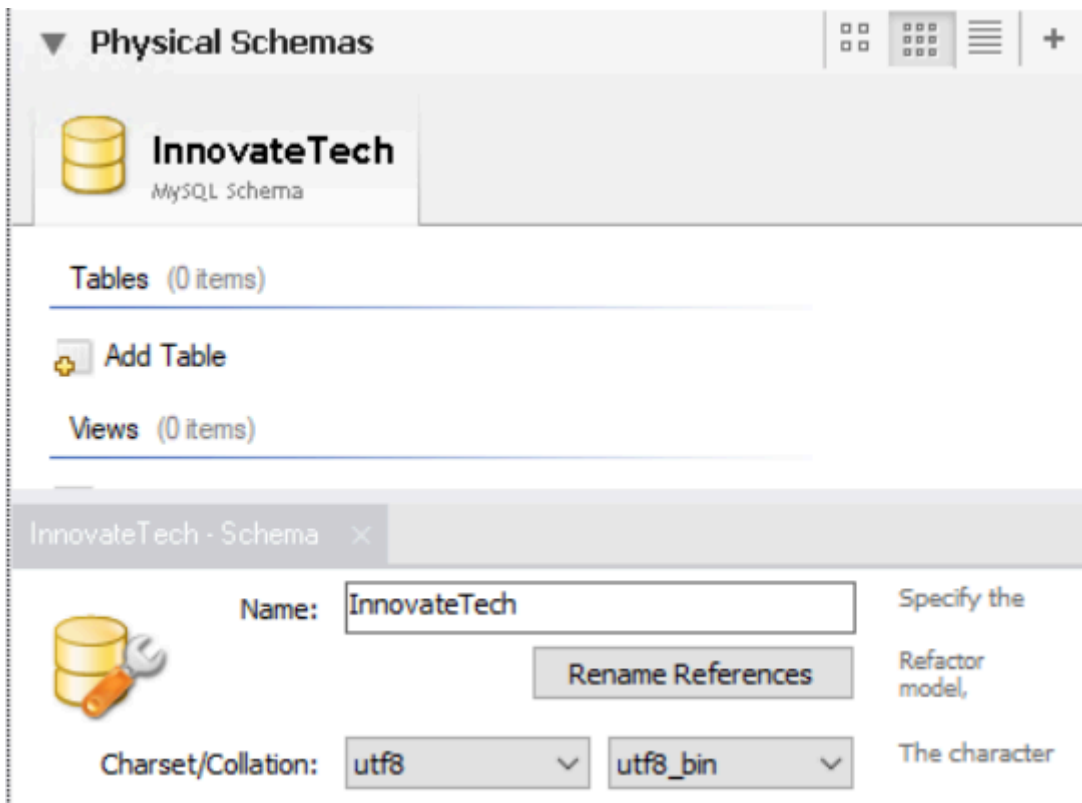 Physical Schemas
InnovateTech
MySQL Schema
Tables (0 items)
Add Table
Views (0 items)
InnovateTech - Schema
Name: InnovateTech Specify the
Rename References Refactor
model,
Charset/Collation: utf8 utf8_bin The character